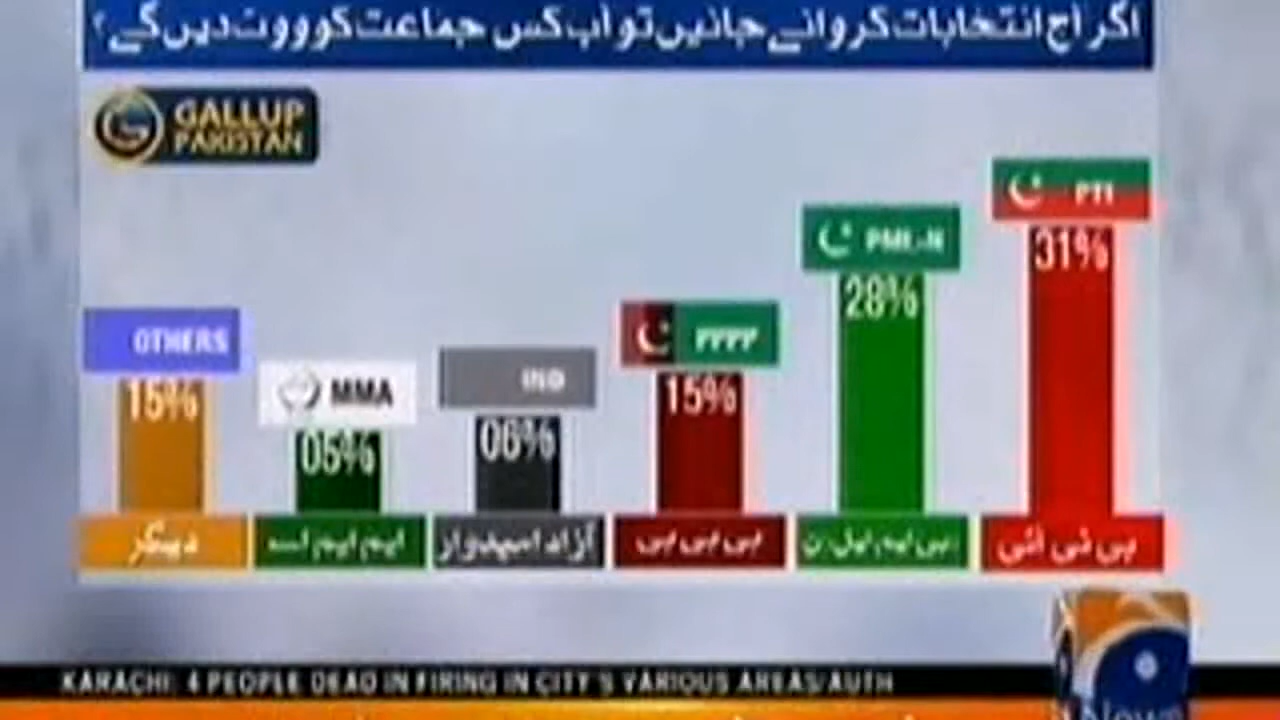 اگر آج انتخابات کروائے جائیں تو آپ کس جماعت کو ووٹ دیں گے؟
GALLUP
PAKISTAN
PTI
31%
PML-N
28%
PPPP
15%
IND
06%
MMA
05%
OTHERS
15%
پی ٹی آئی
پی ایم ایل ن
پی پی پی
آزاد امیدوار
ایم ایم اے
دیگر
KARACHI: 4 PEOPLE DEAD IN FIRING IN CITY'S VARIOUS AREAS/AUTH